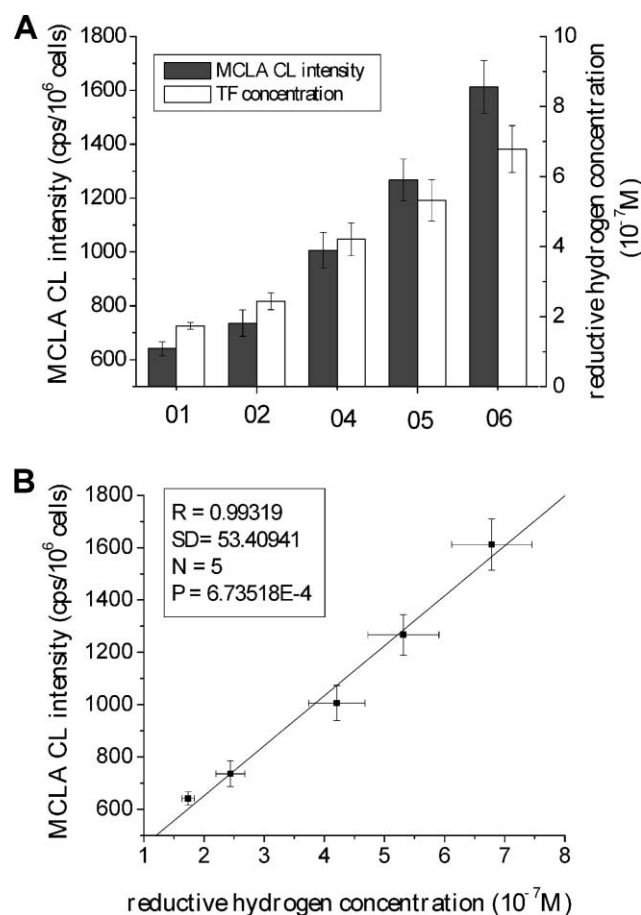 A
MCLA CL intensity (cps/10⁶ cells)
1800
1600
1400
1200
1000
800
600
MCLA CL intensity
TF concentration
10
8
6
4
2
0
reductive hydrogen concentration
(10⁻⁷M)
01 02 04 05 06
B
MCLA CL intensity (cps/10⁶ cells)
1800
1600
1400
1200
1000
800
600
R = 0.99319
SD= 53.40941
N = 5
P = 6.73518E-4
1 2 3 4 5 6 7 8
reductive hydrogen concentration (10⁻⁷M)